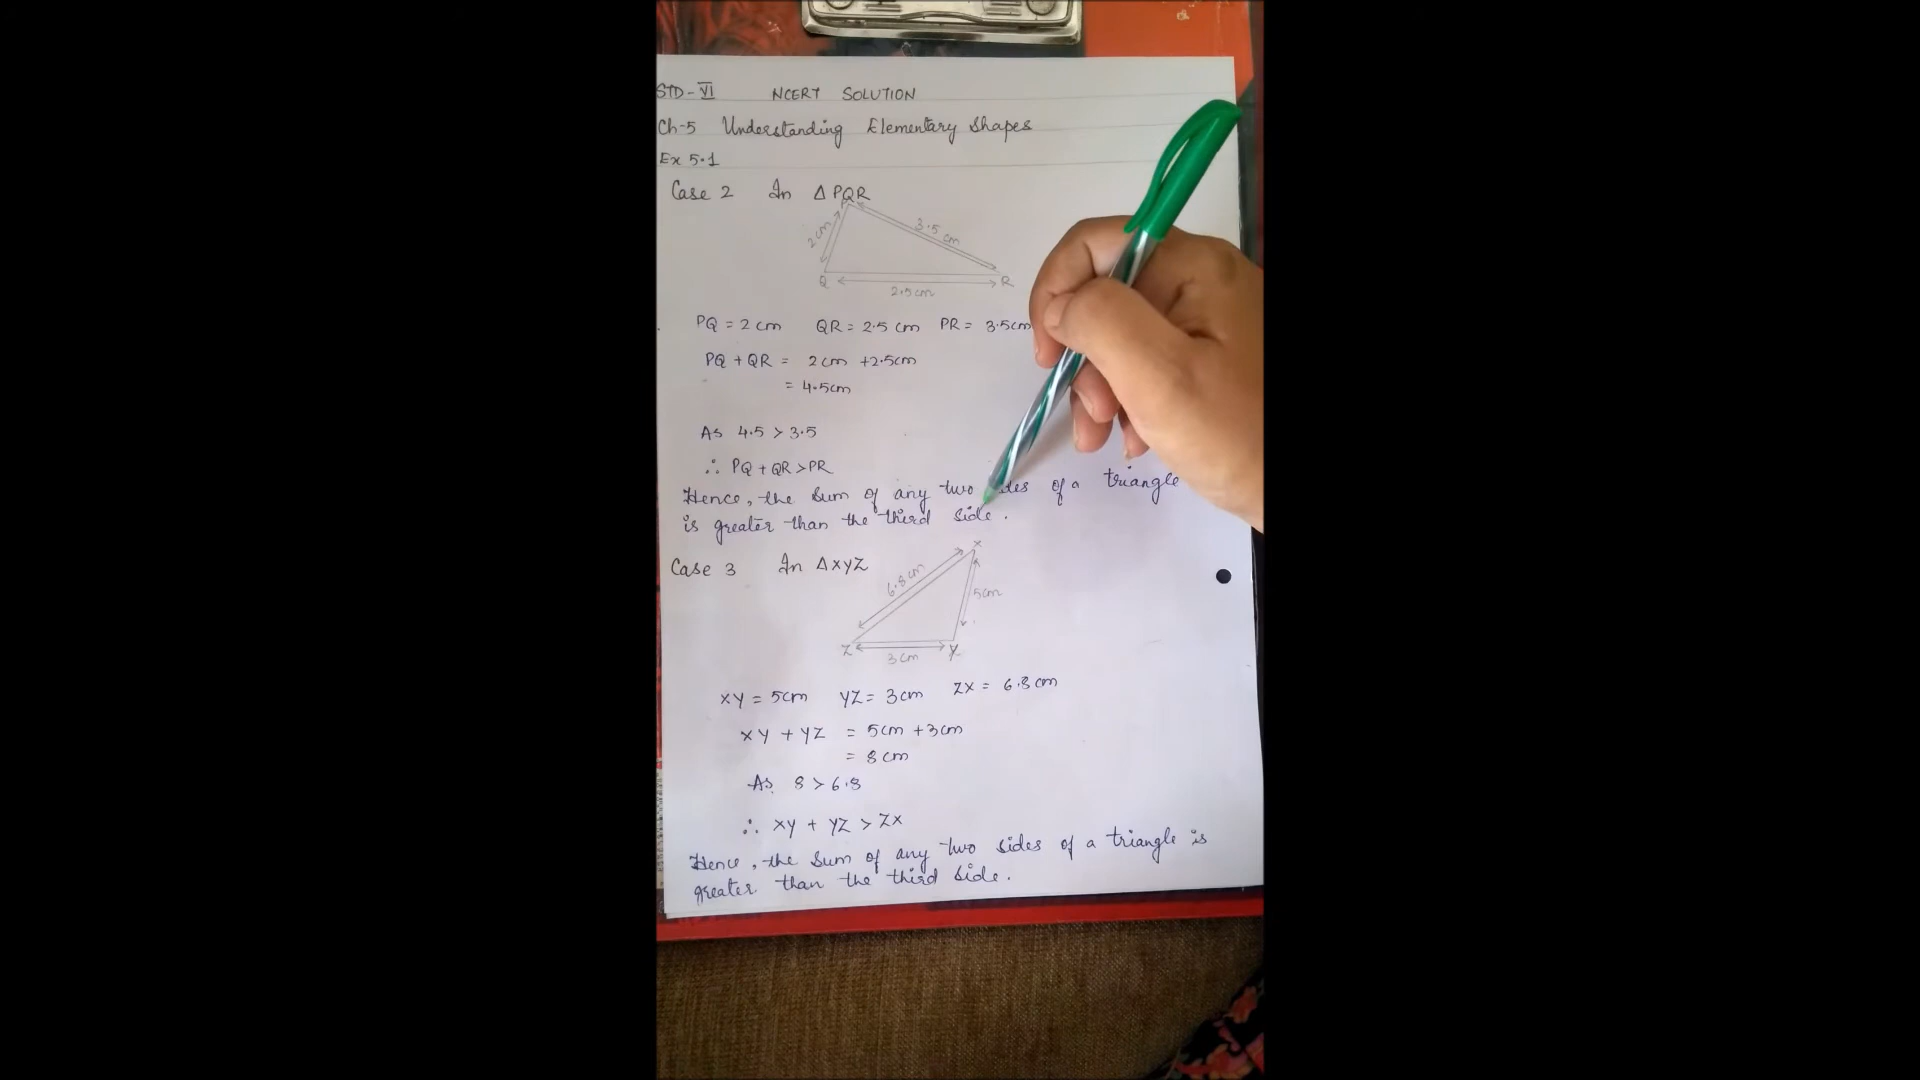 STD-VI NCERT SOLUTION
Ch-5 Understanding Elementary Shapes
Ex 5.1
Case 2 In Δ PQR
P
2 cm
3.5 cm
Q
R
2.5 cm
PQ = 2 cm QR = 2.5 cm PR = 3.5cm
PQ + QR = 2cm +2.5cm
= 4.5cm
As 4.5 > 3.5
∴ PQ + QR > PR
Hence, the Sum of any two of a triangle
is greater than the third side.
Case 3 In Δ XYZ
X
6.8 cm
5cm
Z
Y
3 cm
XY = 5cm YZ = 3cm ZX = 6.8cm
XY + YZ = 5cm +3cm
= 8 cm
As 8 > 6.8
∴ XY + YZ > ZX
Hence, the Sum of any two sides of a triangle is
greater than the third side.